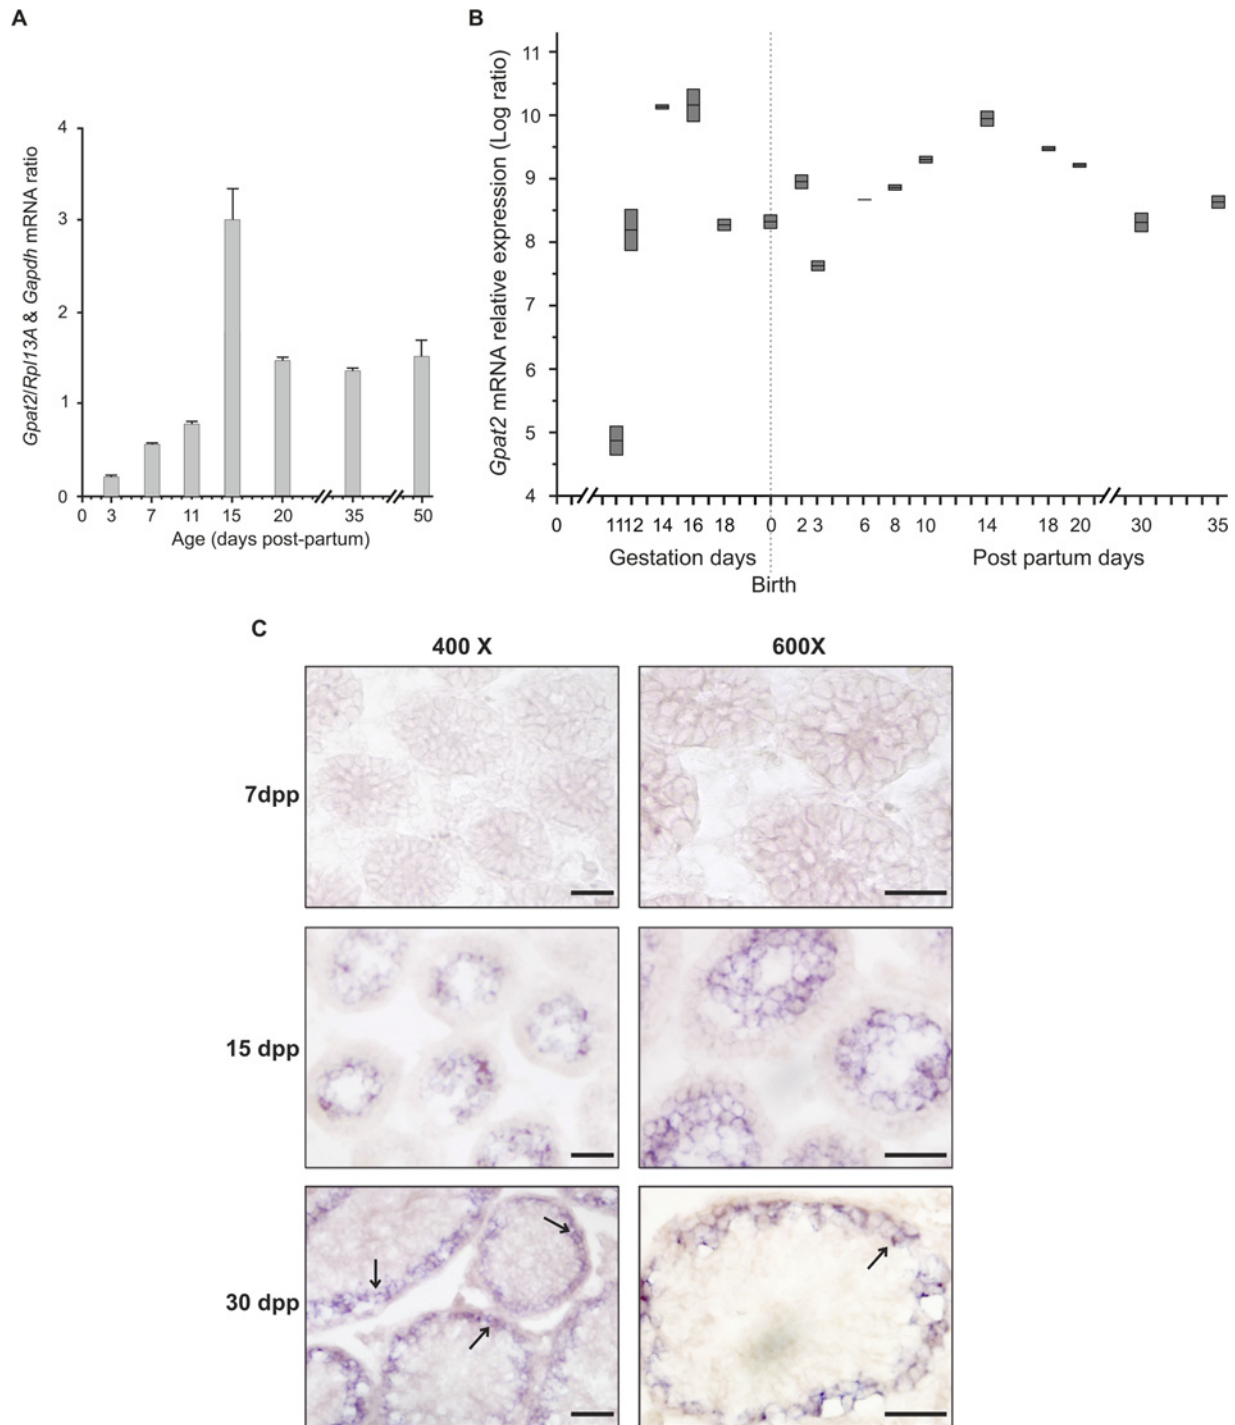 A
Gpat2/Rpl13A & Gapdh mRNA ratio
4
3
2
1
0
0 3 7 11 15 20 35 50
Age (days post-partum)
B
Gpat2 mRNA relative expression (Log ratio)
11
10
9
8
7
6
5
4
0 11 12 14 16 18 0 2 3 6 8 10 14 18 20 30 35
Gestation days Post partum days
Birth
C
400 X 600X
7dpp
15 dpp
30 dpp